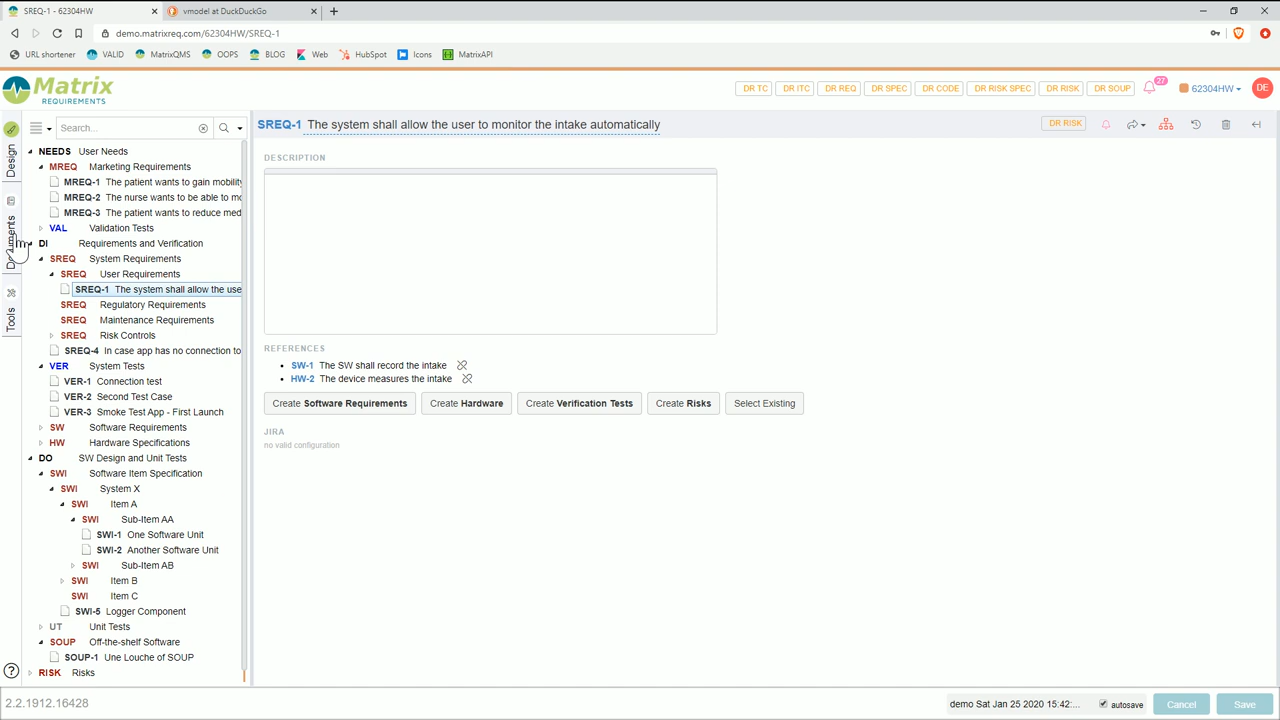 SREQ-1 - 62304HW
vmodel at DuckDuckGo
demo.matrixreq.com/62304HW/SREQ-1
URL shortener VALID MatrixQMS OOPS BLOG Web HubSpot Icons MatrixAPI
Matrix
REQUIREMENTS
DR TC DR ITC DR REQ DR SPEC DR CODE DR RISK SPEC DR RISK DR SOUP 27 62304HW DE
Design
Documents
Tools
Search...
NEEDS User Needs
MREQ Marketing Requirements
MREQ-1 The patient wants to gain mobility
MREQ-2 The nurse wants to be able to mo
MREQ-3 The patient wants to reduce med
VAL Validation Tests
DI Requirements and Verification
SREQ System Requirements
SREQ User Requirements
SREQ-1 The system shall allow the use
SREQ Regulatory Requirements
SREQ Maintenance Requirements
SREQ Risk Controls
SREQ-4 In case app has no connection to
VER System Tests
VER-1 Connection test
VER-2 Second Test Case
VER-3 Smoke Test App - First Launch
SW Software Requirements
HW Hardware Specifications
DO SW Design and Unit Tests
SWI Software Item Specification
SWI System X
SWI Item A
SWI Sub-Item AA
SWI-1 One Software Unit
SWI-2 Another Software Unit
SWI Sub-Item AB
SWI Item B
SWI Item C
SWI-5 Logger Component
UT Unit Tests
SOUP Off-the-shelf Software
SOUP-1 Une Louche of SOUP
RISK Risks
SREQ-1 The system shall allow the user to monitor the intake automatically
DR RISK
DESCRIPTION
REFERENCES
SW-1 The SW shall record the intake
HW-2 The device measures the intake
Create Software Requirements Create Hardware Create Verification Tests Create Risks Select Existing
JIRA
no valid configuration
2.2.1912.16428
demo Sat Jan 25 2020 15:42:... autosave Cancel Save